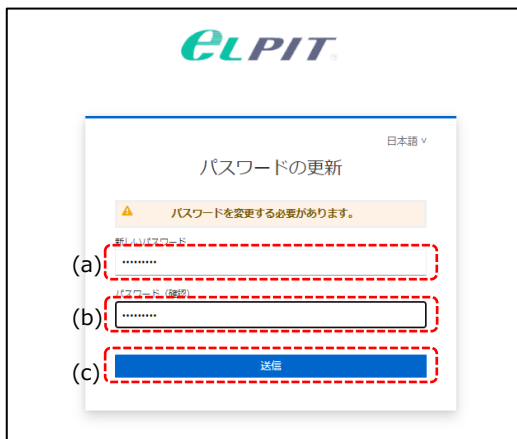 eLPIT®
日本語 ∨
パスワードの更新
パスワードを変更する必要があります。
新しいパスワード
(a) •••••••••
パスワード（確認）
(b) •••••••••
(c) 送信